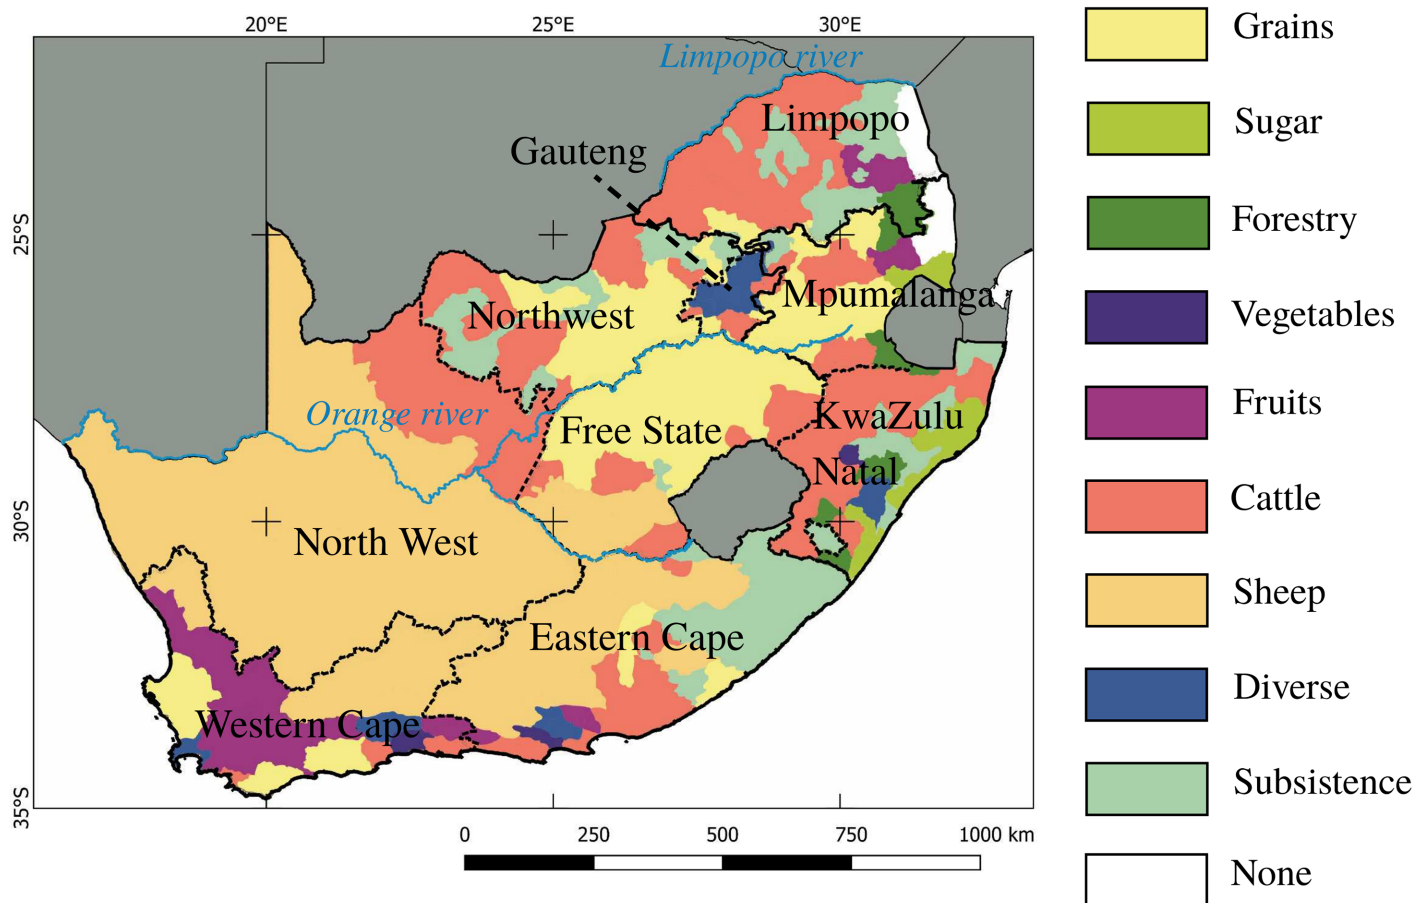 20°E
25°E
30°E
Limpopo river
Limpopo
Gauteng
25°S
Northwest
Mpumalanga
Orange river
Free State
KwaZulu
Natal
30°S
North West
Eastern Cape
Western Cape
35°S
0
250
500
750
1000 km
Grains
Sugar
Forestry
Vegetables
Fruits
Cattle
Sheep
Diverse
Subsistence
None